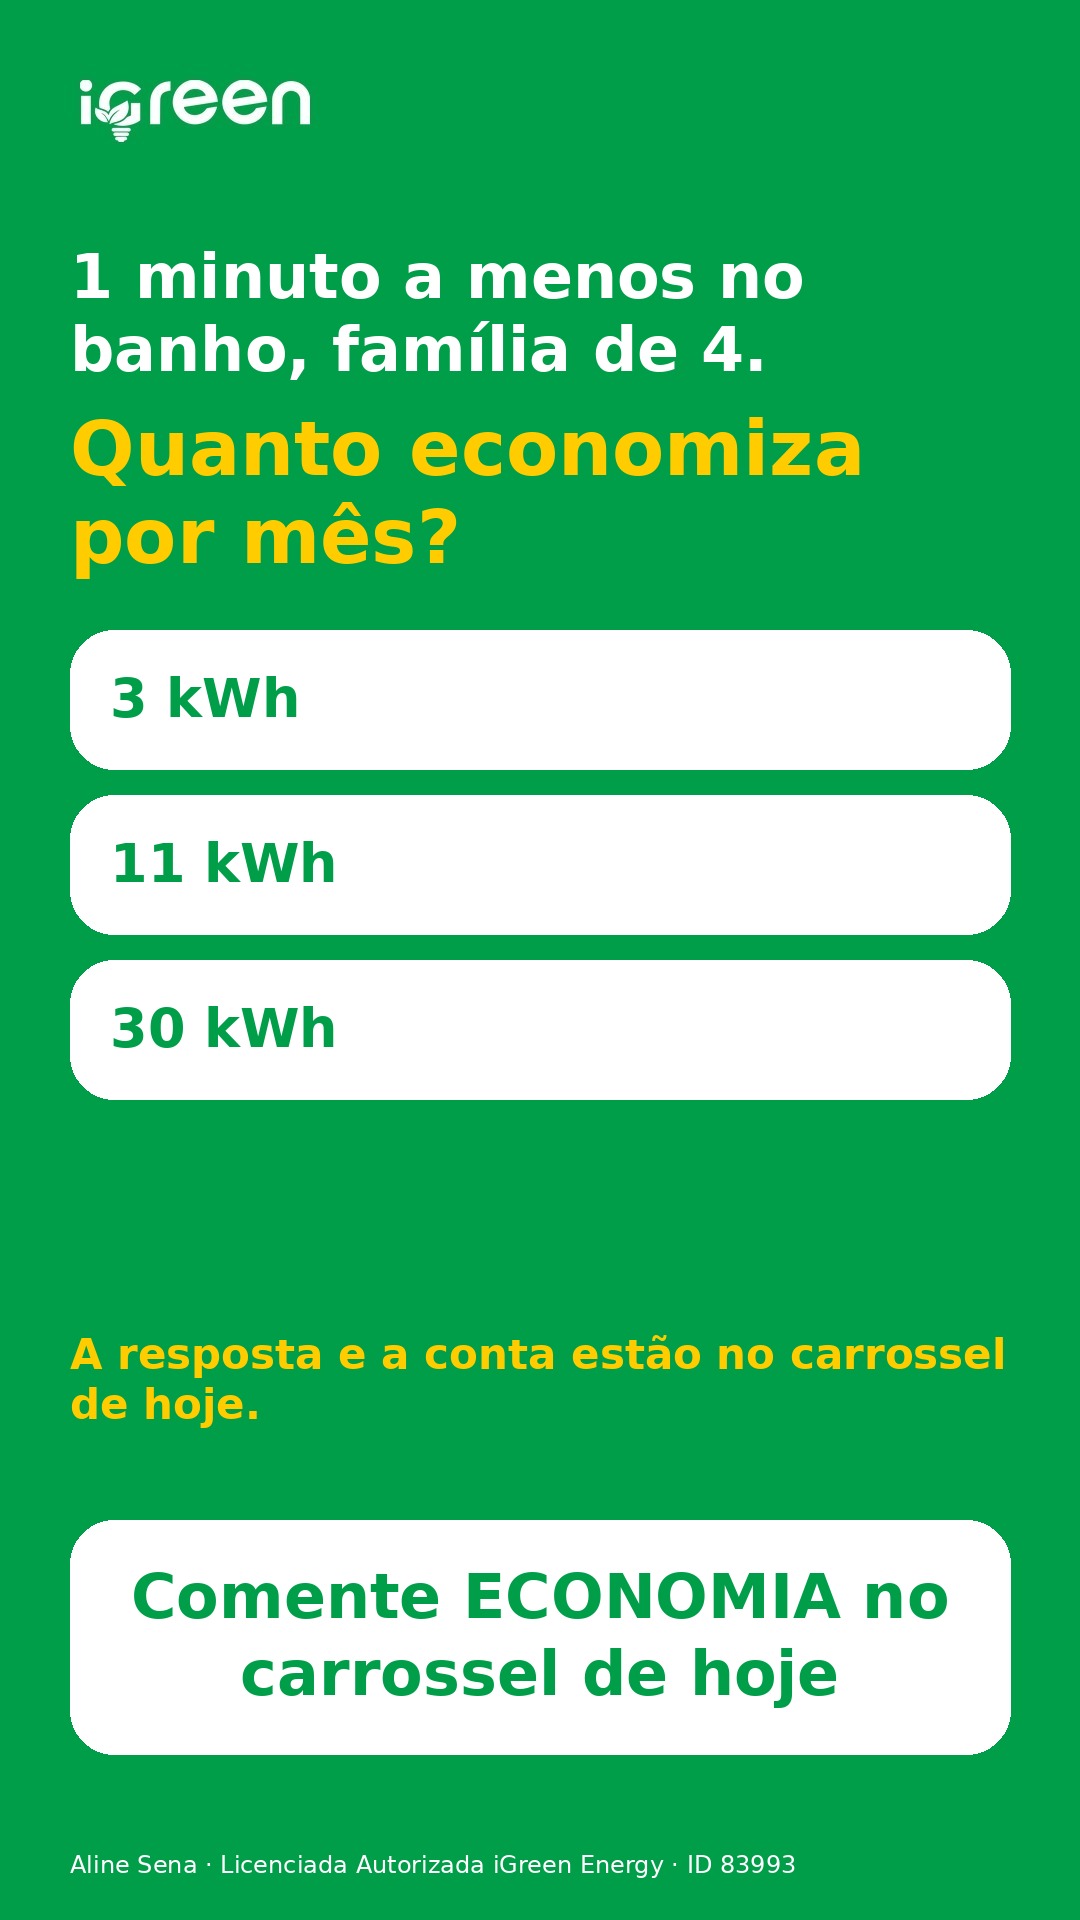 iGreen
1 minuto a menos no
banho, família de 4.
Quanto economiza
por mês?
3 kWh
11 kWh
30 kWh
A resposta e a conta estão no carrossel
de hoje.
Comente ECONOMIA no
carrossel de hoje
Aline Sena · Licenciada Autorizada iGreen Energy · ID 83993